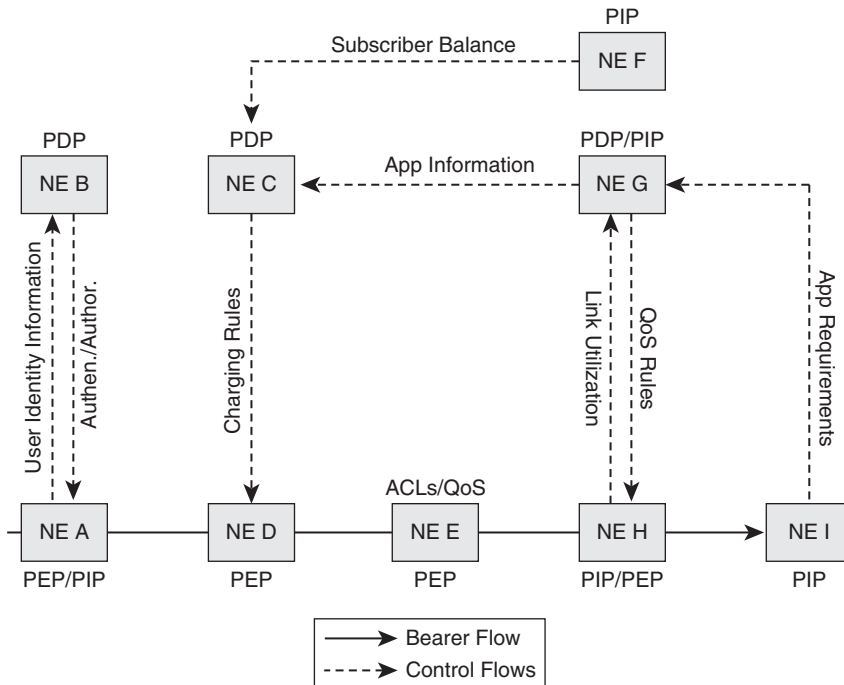 PIP
NE F
Subscriber Balance
PDP
NE B
PDP
NE C
App Information
PDP/PIP
NE G
User Identity Information
Authen./Author.
Charging Rules
Link Utilization
QoS Rules
App Requirements
NE A
PEP/PIP
NE D
PEP
ACLs/QoS
NE E
PEP
NE H
PIP/PEP
NE I
PIP
Bearer Flow
Control Flows